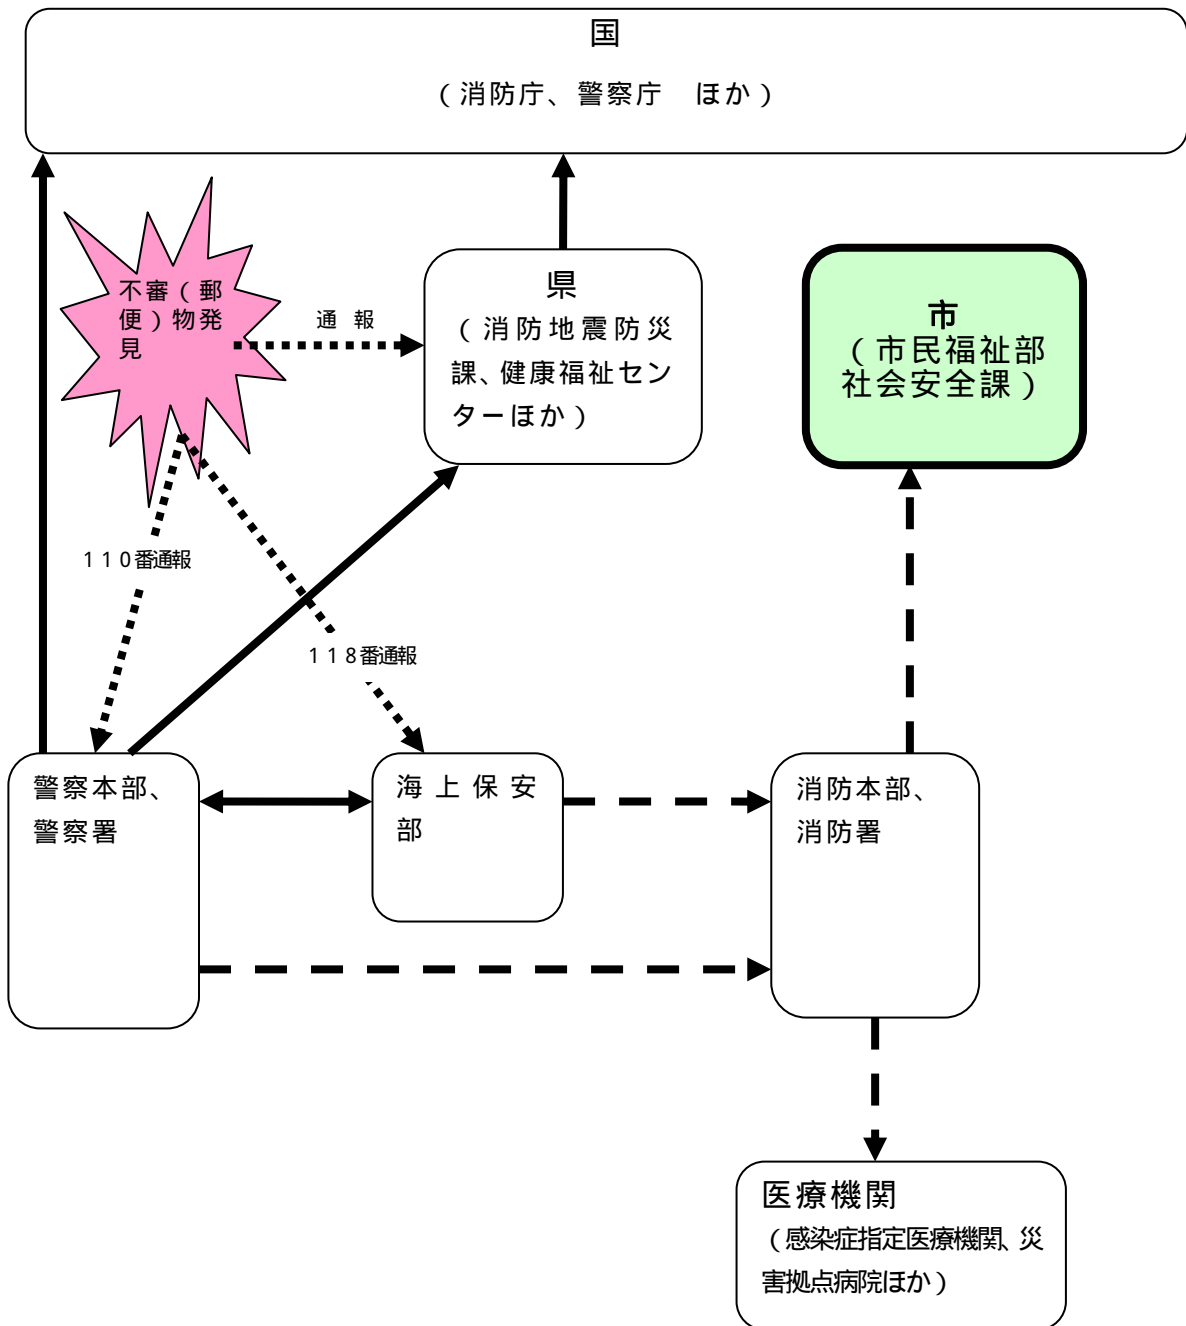 国
（消防庁、警察庁　ほか）
不審（郵
便）物発
見
通 報
県
（消防地震防災
課、健康福祉セン
ターほか）
市
（市民福祉部
社会安全課）
１１０番通報
１１８番通報
警察本部、
警察署
海上保安
部
消防本部、
消防署
医療機関
（感染症指定医療機関、災
害拠点病院ほか）